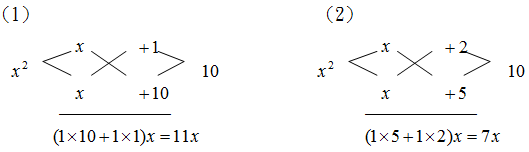 (1) (2)
x +1 x +2
x² 10 x² 10
x +10 x +5
(1×10+1×1)x=11x (1×5+1×2)x=7x